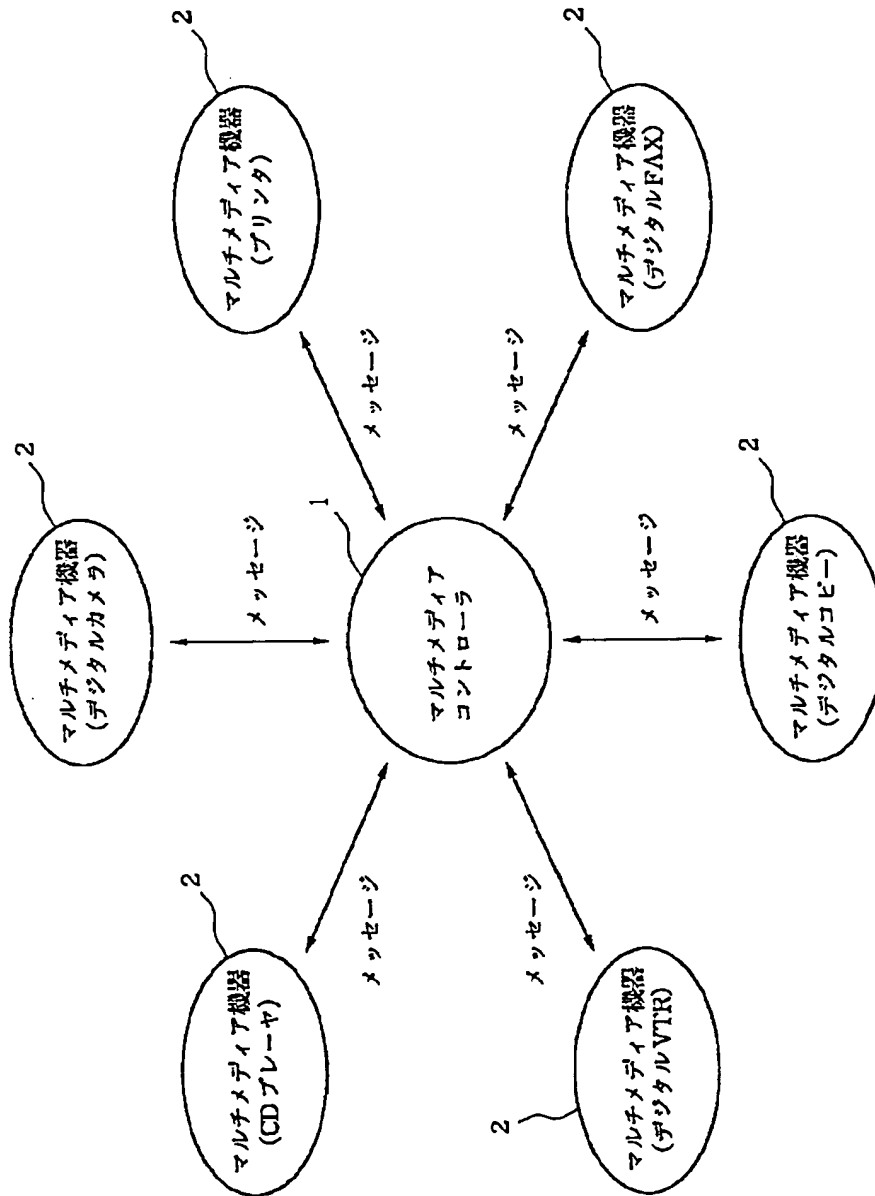 マルチメディア機器
(デジタルカメラ)
2
マルチメディア機器
(CDプレーヤ)
2
マルチメディア機器
(プリンタ)
2
メッセージ
メッセージ
メッセージ
1
マルチメディア
コントローラ
メッセージ
メッセージ
メッセージ
2
マルチメディア機器
(デジタルVTR)
マルチメディア機器
(デジタルFAX)
2
マルチメディア機器
(デジタルコピー)
2